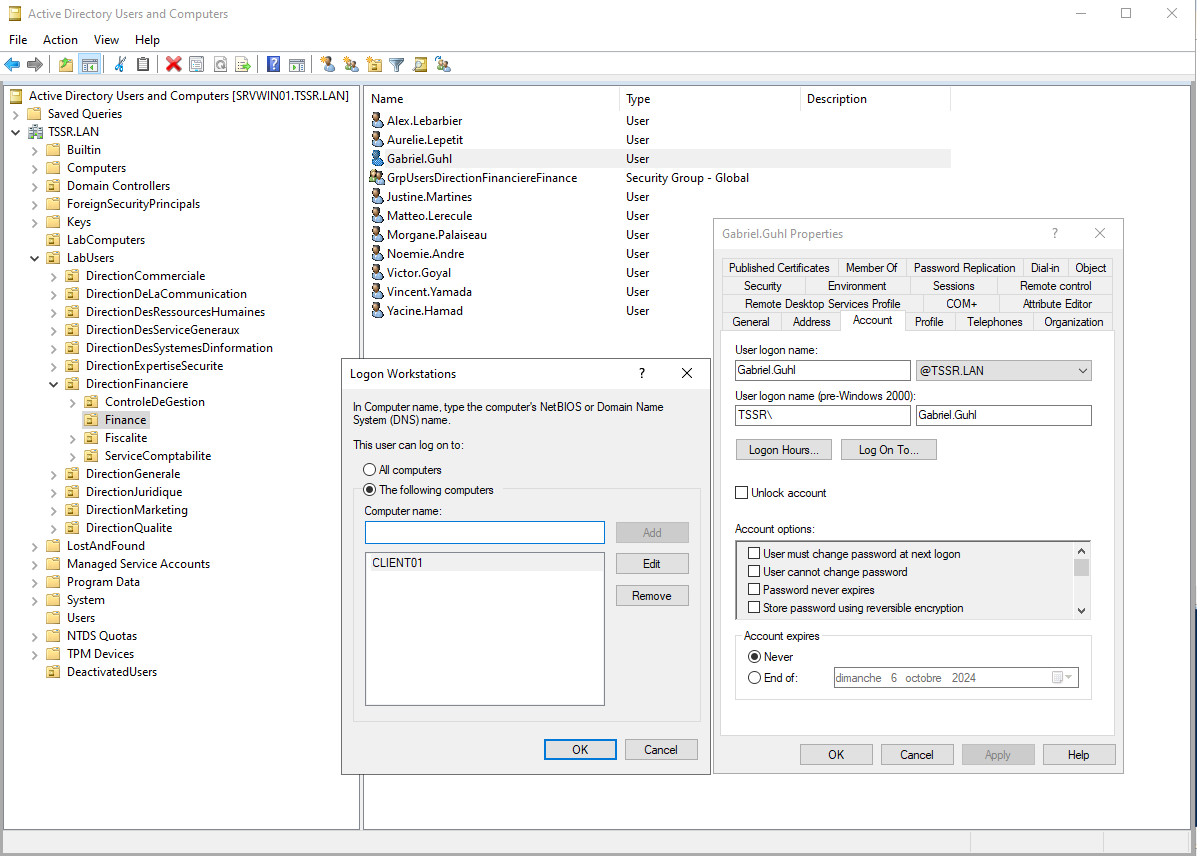 Active Directory Users and Computers
File Action View Help
Active Directory Users and Computers [SRVWIN01.TSSR.LAN]
Saved Queries
TSSR.LAN
Builtin
Computers
Domain Controllers
ForeignSecurityPrincipals
Keys
LabComputers
LabUsers
DirectionCommerciale
DirectionDeLaCommunication
DirectionDesRessourcesHumaines
DirectionDesServiceGeneraux
DirectionDesSystemesDinformation
DirectionExpertiseSecurite
DirectionFinanciere
ControleDeGestion
Finance
Fiscalite
ServiceComptabilite
DirectionGenerale
DirectionJuridique
DirectionMarketing
DirectionQualite
LostAndFound
Managed Service Accounts
Program Data
System
Users
NTDS Quotas
TPM Devices
DeactivatedUsers
Name Type Description
Alex.Lebarbier User
Aurelie.Lepetit User
Gabriel.Guhl User
GrpUsersDirectionFinanciereFinance Security Group - Global
Justine.Martines User
Matteo.Lerecule User
Morgane.Palaiseau User
Noemie.Andre User
Victor.Goyal User
Vincent.Yamada User
Yacine.Hamad User
Logon Workstations ?
In Computer name, type the computer's NetBIOS or Domain Name
System (DNS) name.
This user can log on to:
All computers
The following computers
Computer name:
Add
CLIENT01
Edit
Remove
OK Cancel
Gabriel.Guhl Properties ?
Published Certificates Member Of Password Replication Dial-in Object
Security Environment Sessions Remote control
Remote Desktop Services Profile COM+ Attribute Editor
General Address Account Profile Telephones Organization
User logon name:
Gabriel.Guhl @TSSR.LAN
User logon name (pre-Windows 2000):
TSSR\ Gabriel.Guhl
Logon Hours... Log On To...
Unlock account
Account options:
User must change password at next logon
User cannot change password
Password never expires
Store password using reversible encryption
Account expires
Never
End of: dimanche 6 octobre 2024
OK Cancel Apply Help